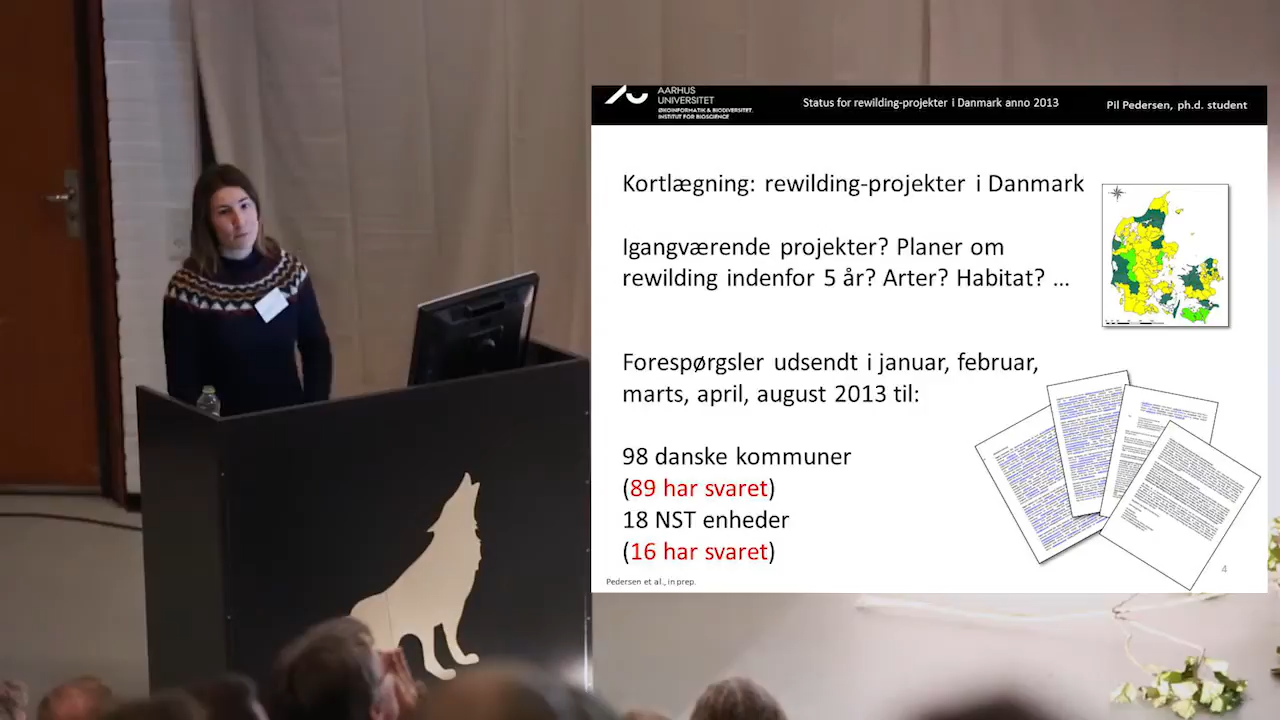 AARHUS
UNIVERSITET
ØKOINFORMATIK & BIODIVERSITET,
INSTITUT FOR BIOSCIENCE
Status for rewilding-projekter i Danmark anno 2013
Pil Pedersen, ph.d. student
Kortlægning: rewilding-projekter i Danmark
Igangværende projekter? Planer om
rewilding indenfor 5 år? Arter? Habitat? ...
Forespørgsler udsendt i januar, februar,
marts, april, august 2013 til:
98 danske kommuner
(89 har svaret)
18 NST enheder
(16 har svaret)
Pedersen et al., in prep.
4